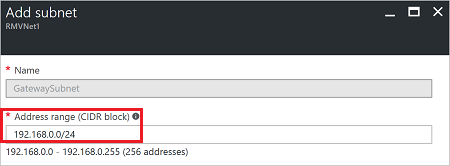 Add subnet
RMVNet1
* Name
GatewaySubnet
* Address range (CIDR block)
192.168.0.0/24
192.168.0.0 - 192.168.0.255 (256 addresses)